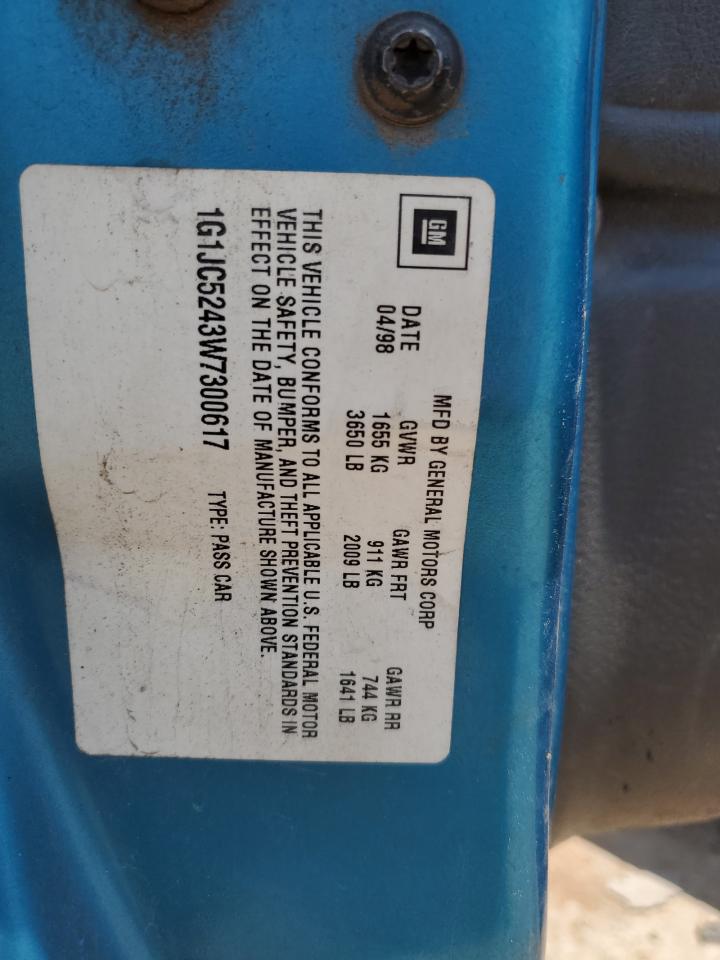 GM
MFD BY GENERAL MOTORS CORP
DATE GVWR GAWR FRT GAWR RR
04/98 1655 KG 911 KG 744 KG
3650 LB 2009 LB 1641 LB
THIS VEHICLE CONFORMS TO ALL APPLICABLE U.S. FEDERAL MOTOR
VEHICLE SAFETY, BUMPER, AND THEFT PREVENTION STANDARDS IN
EFFECT ON THE DATE OF MANUFACTURE SHOWN ABOVE.
1G1JC5243W7300617 TYPE: PASS CAR